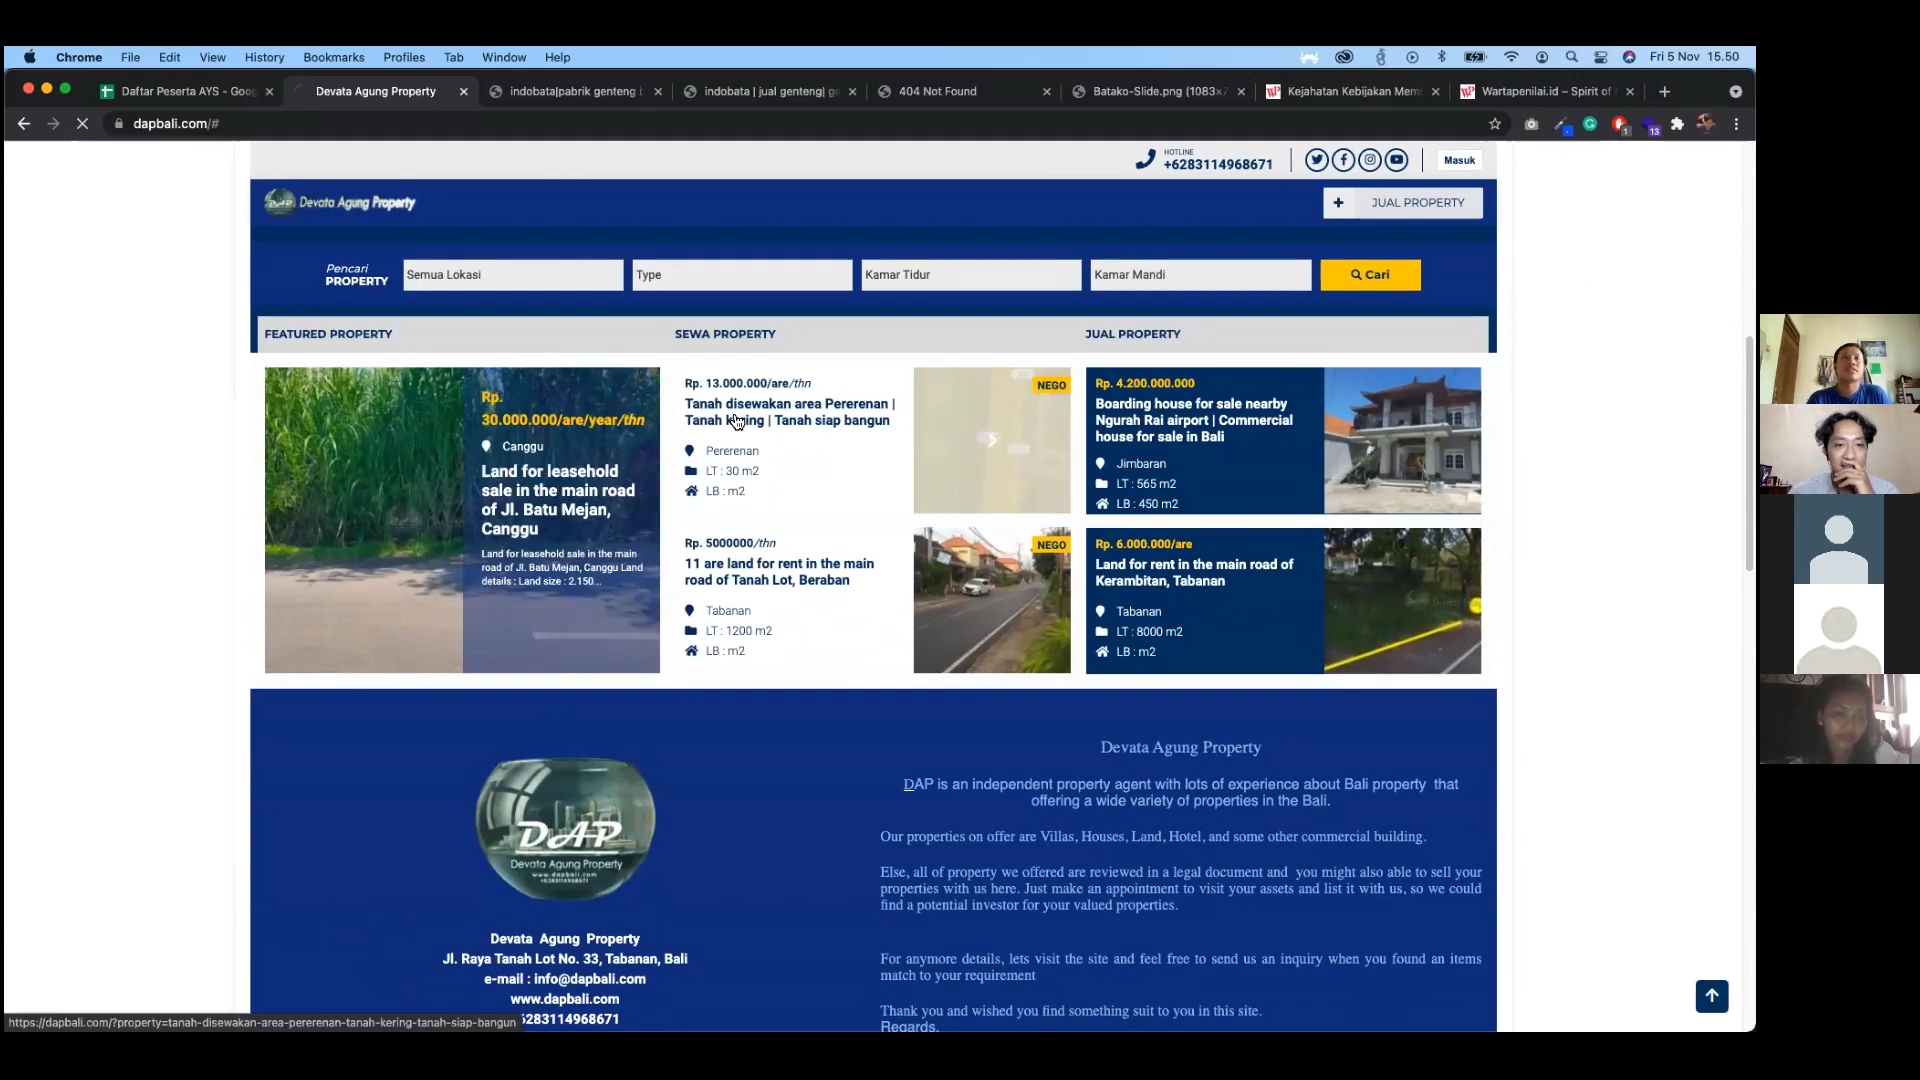 Chrome File Edit View History Bookmarks Profiles Tab Window Help Fri 5 Nov 15.50
Daftar Peserta AYS - Goo Devata Agung Property indobata|pabrik genteng indobata | jual genteng| g 404 Not Found Batako-Slide.png (1083×7 Kejahatan Kebijakan Mem Wartapenilai.id – Spirit of
dapbali.com/# 1 13
HOTLINE
+6283114968671
Masuk
DAP Devata Agung Property
+ JUAL PROPERTY
Pencari
PROPERTY
Semua Lokasi Type Kamar Tidur Kamar Mandi Cari
FEATURED PROPERTY SEWA PROPERTY JUAL PROPERTY
Rp.
30.000.000/are/year/thn
Canggu
Land for leasehold
sale in the main road
of Jl. Batu Mejan,
Canggu
Land for leasehold sale in the main
road of Jl. Batu Mejan, Canggu Land
details : Land size : 2.150...
Rp. 13.000.000/are/thn
Tanah disewakan area Pererenan |
Tanah kering | Tanah siap bangun
Pererenan
LT : 30 m2
LB : m2
NEGO
Rp. 5000000/thn
11 are land for rent in the main
road of Tanah Lot, Beraban
Tabanan
LT : 1200 m2
LB : m2
NEGO
Rp. 4.200.000.000
Boarding house for sale nearby
Ngurah Rai airport | Commercial
house for sale in Bali
Jimbaran
LT : 565 m2
LB : 450 m2
Rp. 6.000.000/are
Land for rent in the main road of
Kerambitan, Tabanan
Tabanan
LT : 8000 m2
LB : m2
DAP
Devata Agung Property
www.dapbali.com
+6283114968671
Devata Agung Property
Jl. Raya Tanah Lot No. 33, Tabanan, Bali
e-mail : info@dapbali.com
www.dapbali.com
6283114968671
Devata Agung Property
DAP is an independent property agent with lots of experience about Bali property that
offering a wide variety of properties in the Bali.
Our properties on offer are Villas, Houses, Land, Hotel, and some other commercial building.
Else, all of property we offered are reviewed in a legal document and you might also able to sell your
properties with us here. Just make an appointment to visit your assets and list it with us, so we could
find a potential investor for your valued properties.
For anymore details, lets visit the site and feel free to send us an inquiry when you found an items
match to your requirement
Thank you and wished you find something suit to you in this site.
Regards.
https://dapbali.com/?property=tanah-disewakan-area-pererenan-tanah-kering-tanah-siap-bangun